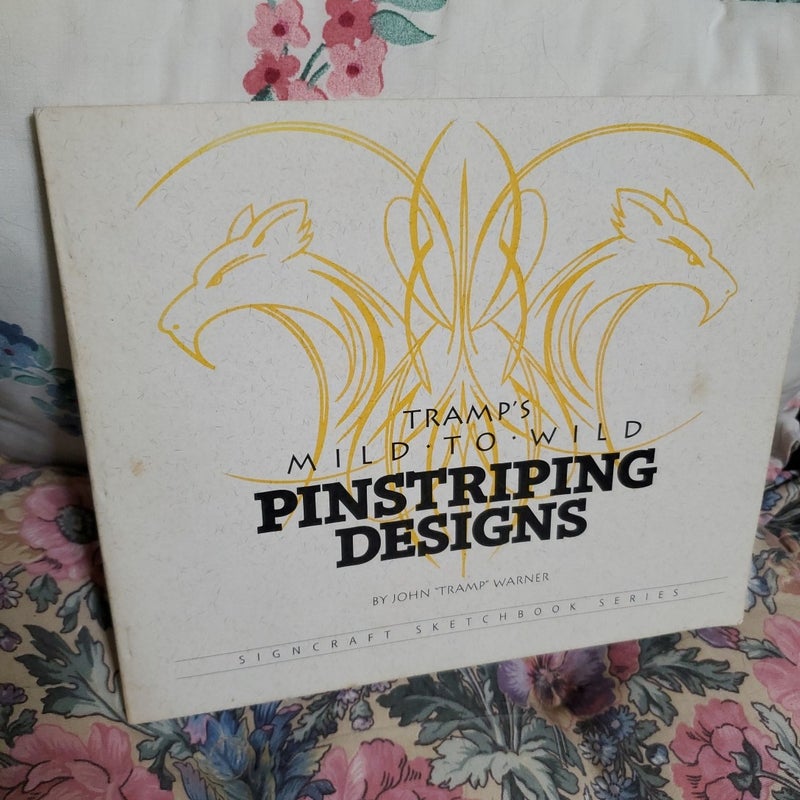 TRAMP'S
MILD·TO·WILD
PINSTRIPING
DESIGNS
BY JOHN "TRAMP" WARNER
SIGNCRAFT SKETCHBOOK SERIES